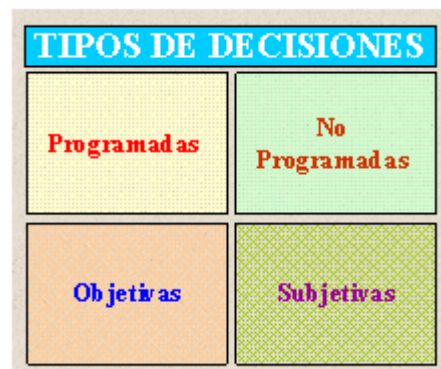 TIPOS DE DECISIONES
Programadas
No
Programadas
Objetivas
Subjetivas